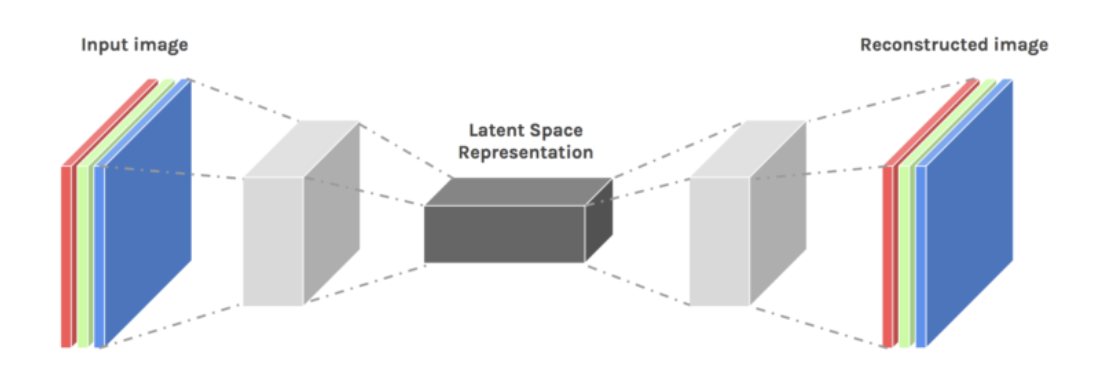 Input image
Reconstructed image
Latent Space
Representation